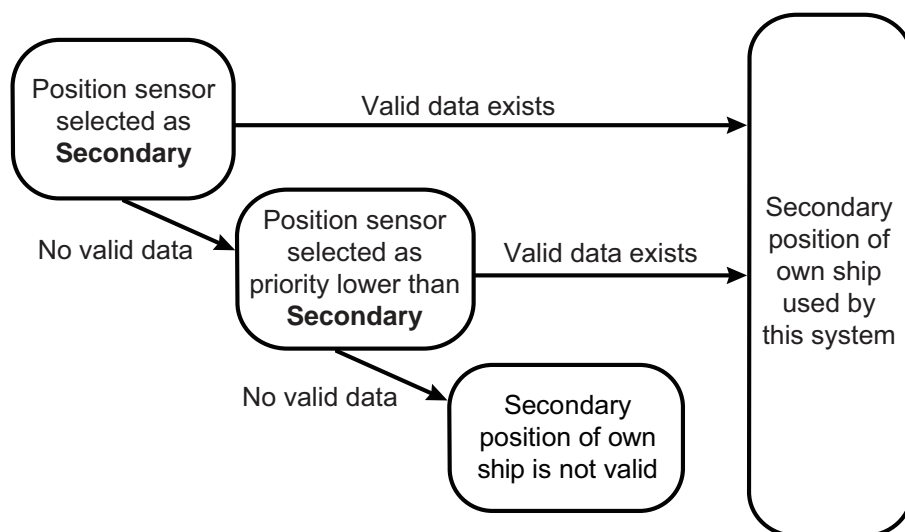 Position sensor
selected as
Secondary
Valid data exists
No valid data
Position sensor
selected as
priority lower than
Secondary
Valid data exists
No valid data
Secondary
position of own
ship is not valid
Secondary
position of
own ship
used by
this system